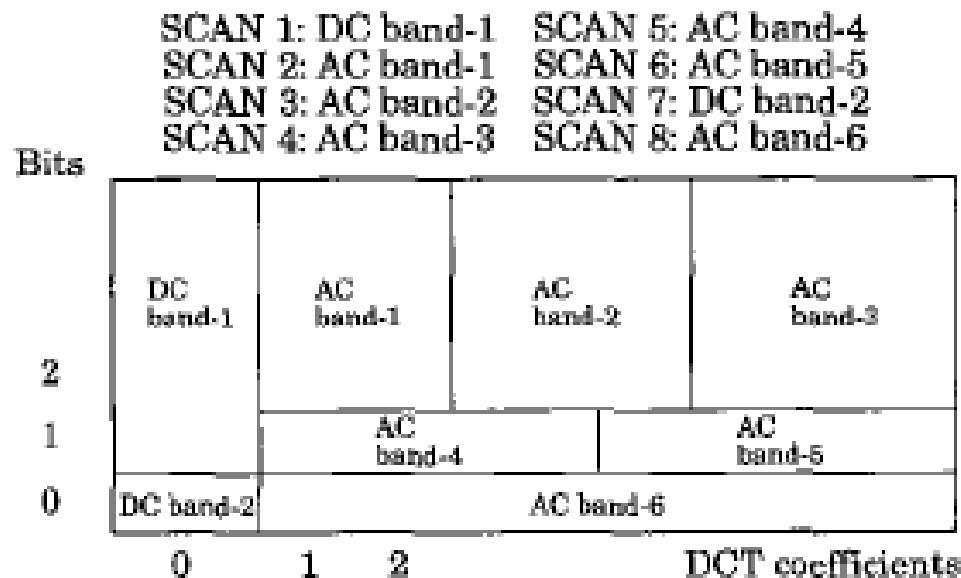 SCAN 1: DC band-1 SCAN 5: AC band-4
SCAN 2: AC band-1 SCAN 6: AC band-5
SCAN 3: AC band-2 SCAN 7: DC band-2
SCAN 4: AC band-3 SCAN 8: AC band-6
Bits
DC
band-1
AC
band-1
AC
band-2
AC
band-3
2
1
AC
band-4
AC
band-5
0
DC band-2
AC band-6
0 1 2 DCT coefficients